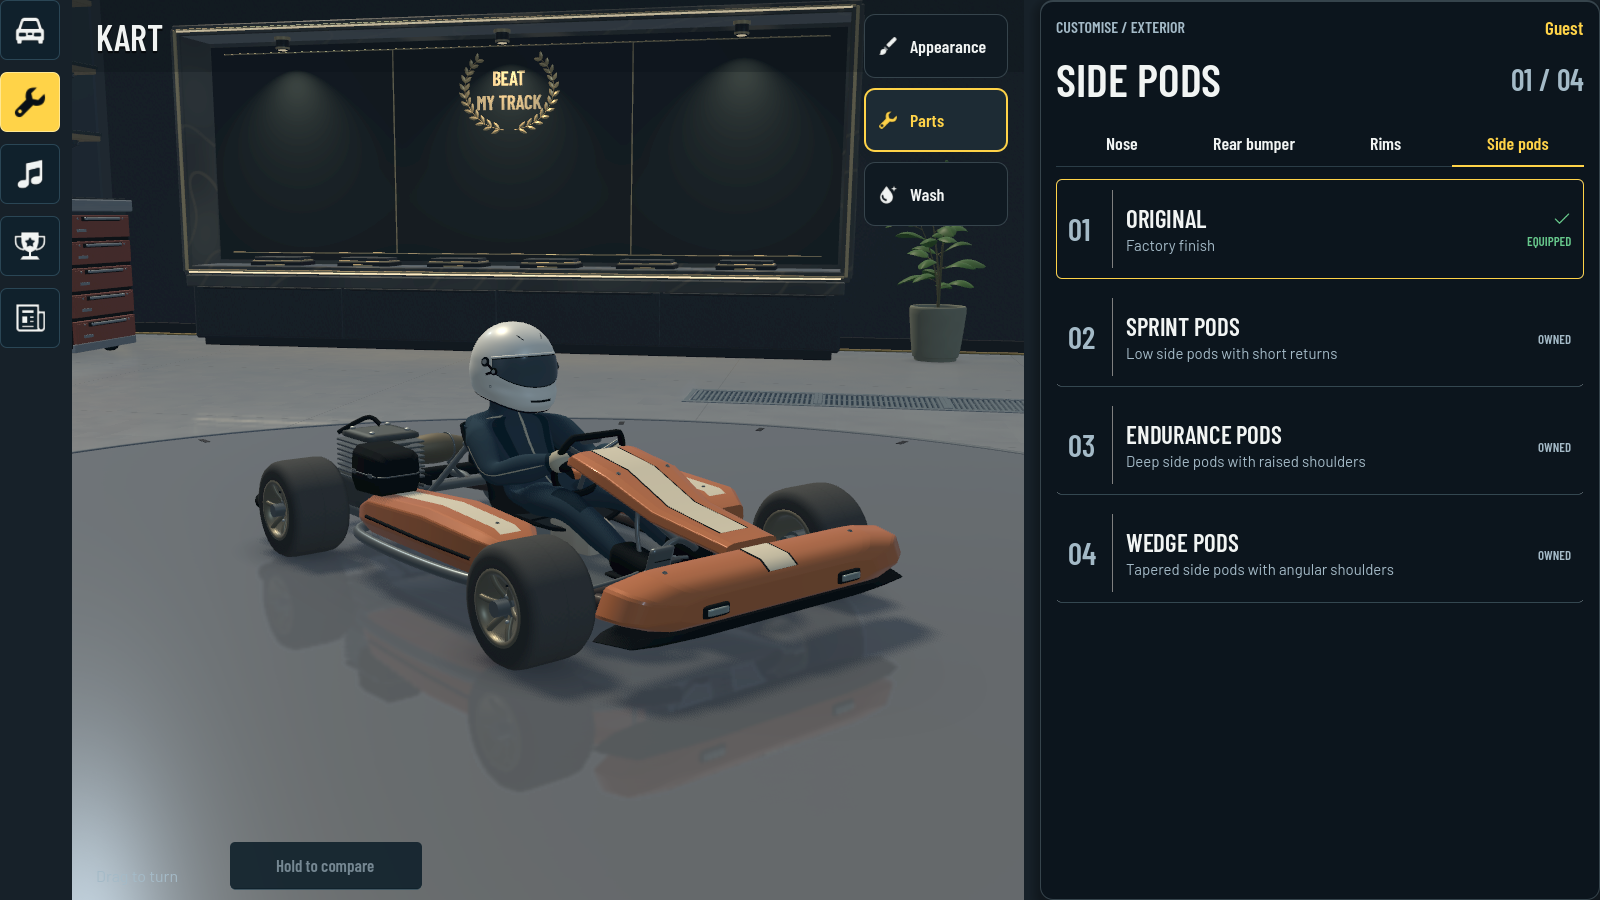 KART
BEAT
MY TRACK
Appearance
Parts
Wash
Hold to compare
Drag to turn
CUSTOMISE / EXTERIOR
Guest
SIDE PODS
01 / 04
Nose
Rear bumper
Rims
Side pods
01
ORIGINAL
Factory finish
EQUIPPED
02
SPRINT PODS
Low side pods with short returns
OWNED
03
ENDURANCE PODS
Deep side pods with raised shoulders
OWNED
04
WEDGE PODS
Tapered side pods with angular shoulders
OWNED